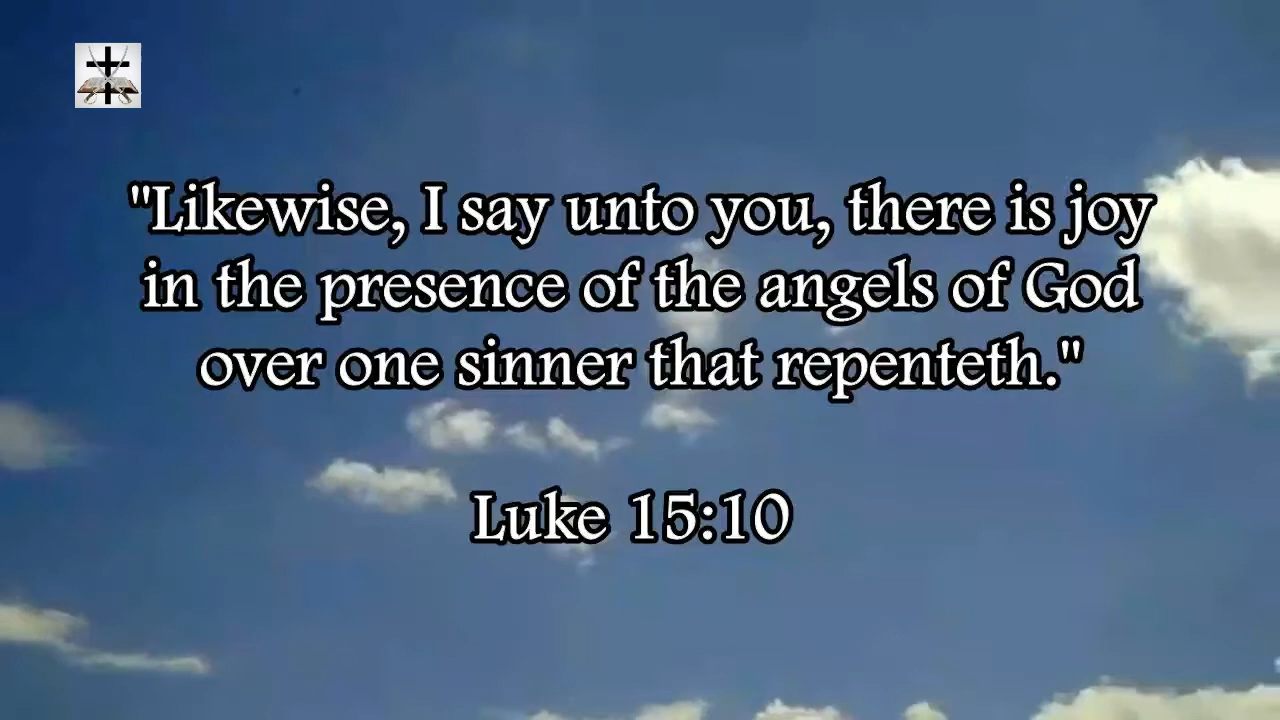 "Likewise, I say unto you, there is joy
in the presence of the angels of God
over one sinner that repenteth."
Luke 15:10